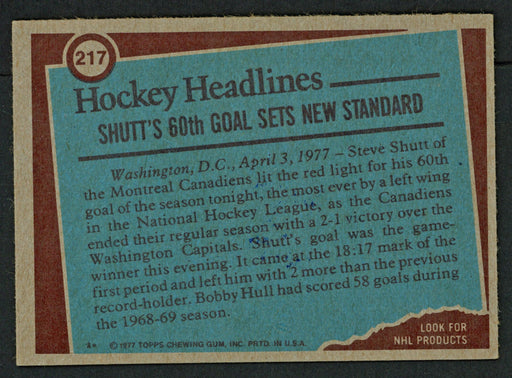 217
Hockey Headlines
SHUTT'S 60th GOAL SETS NEW STANDARD
Washington, D.C., April 3, 1977 – Steve Shutt of
the Montreal Canadiens lit the red light for his 60th
goal of the season tonight, the most ever by a left wing
in the National Hockey League, as the Canadiens
ended their regular season with a 2-1 victory over the
Washington Capitals. Shutt's goal was the game-
winner this evening. It came at the 18:17 mark of the
first period and left him with 2 more than the previous
record-holder. Bobby Hull had scored 58 goals during
the 1968-69 season.
LOOK FOR
NHL PRODUCTS
2* © 1977 TOPPS CHEWING GUM, INC. PRTD. IN U.S.A.